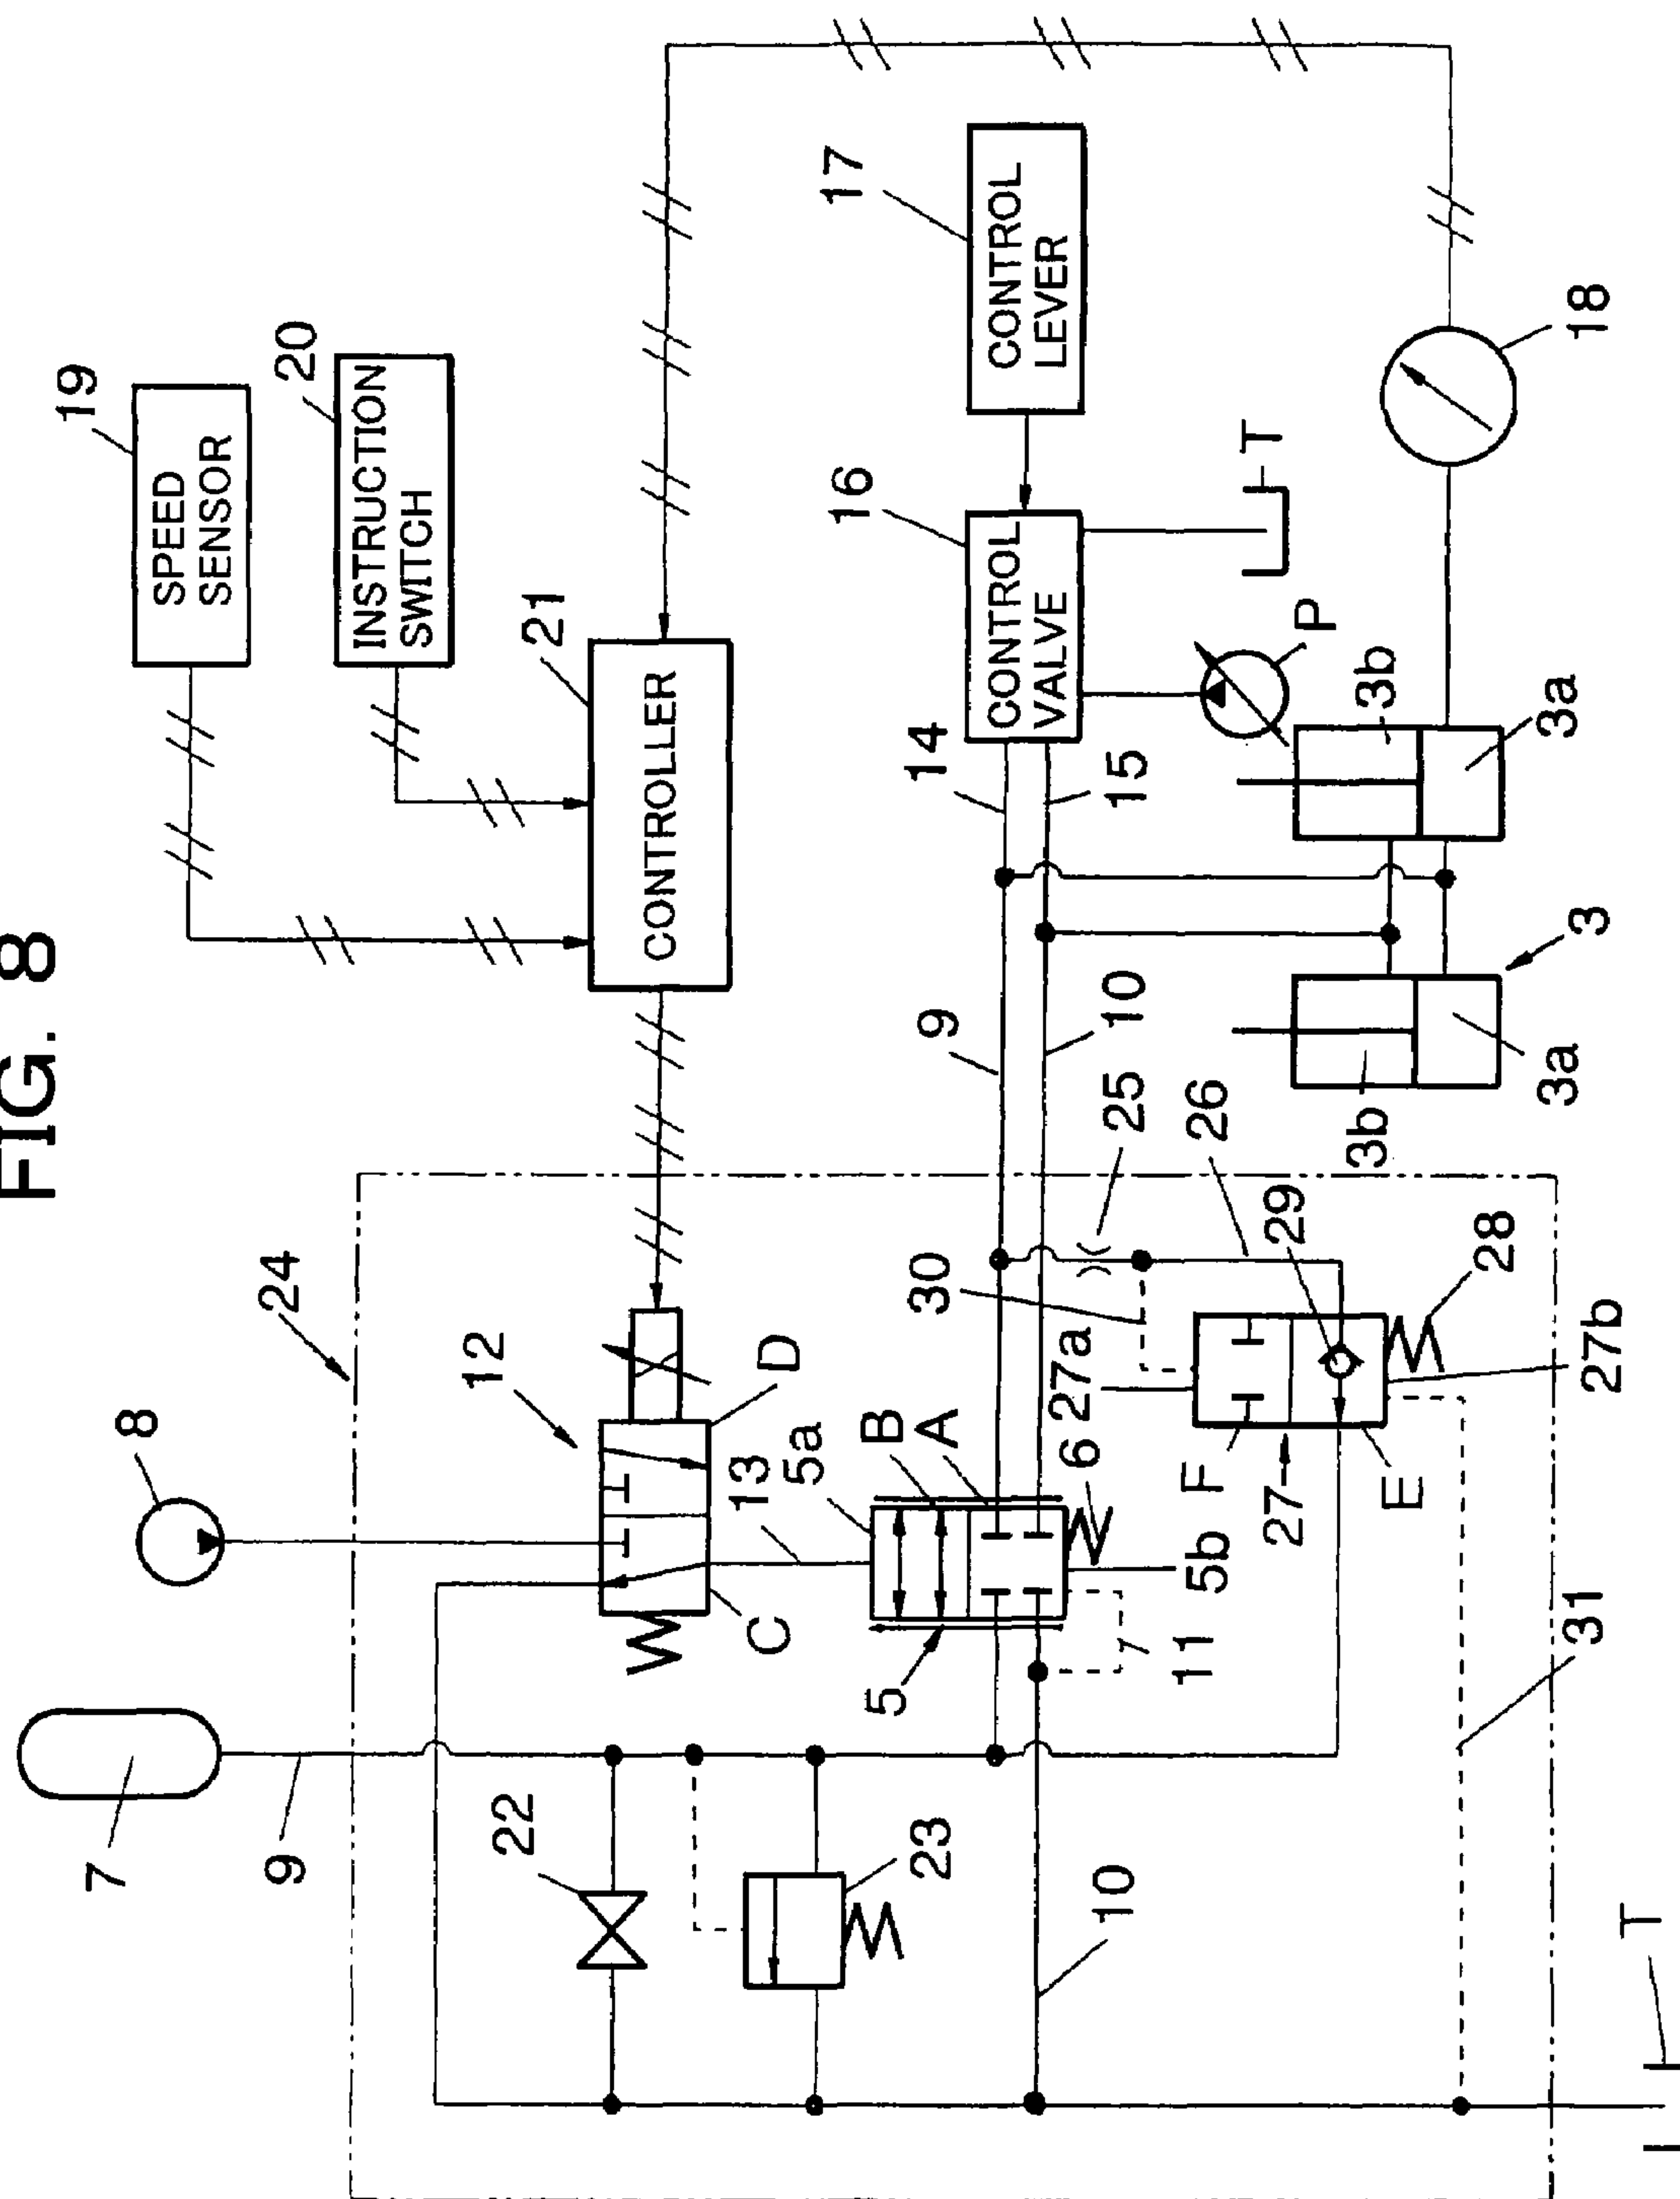 FIG. 8
19
SPEED
SENSOR
20
INSTRUCTION
SWITCH
21
CONTROLLER
17
CONTROL
LEVER
16
CONTROL
VALVE
T
P
18
14
15
3b
3a
3
3b
3a
9
10
25
26
24
12
D
C
8
13
5a
B
A
6
5b
5
11
30
27a
29
28
27b
F
27
E
31
7
9
22
23
10
T